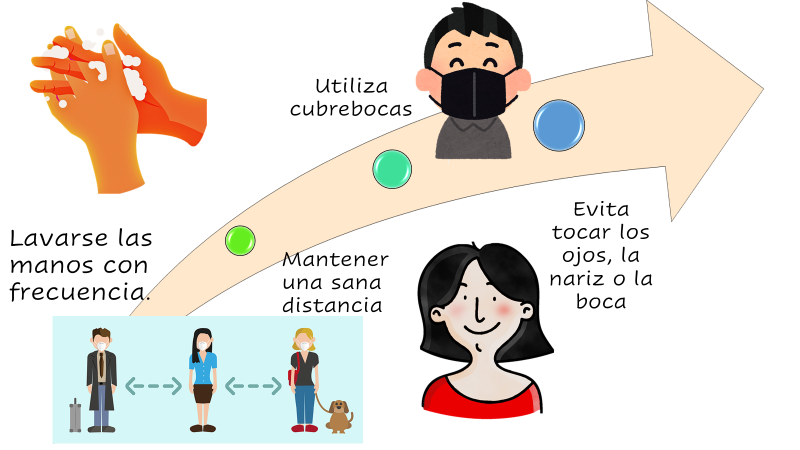 Utiliza
cubrebocas
Lavarse las
manos con
frecuencia.
Mantener
una sana
distancia
Evita
tocar los
ojos, la
nariz o la
boca